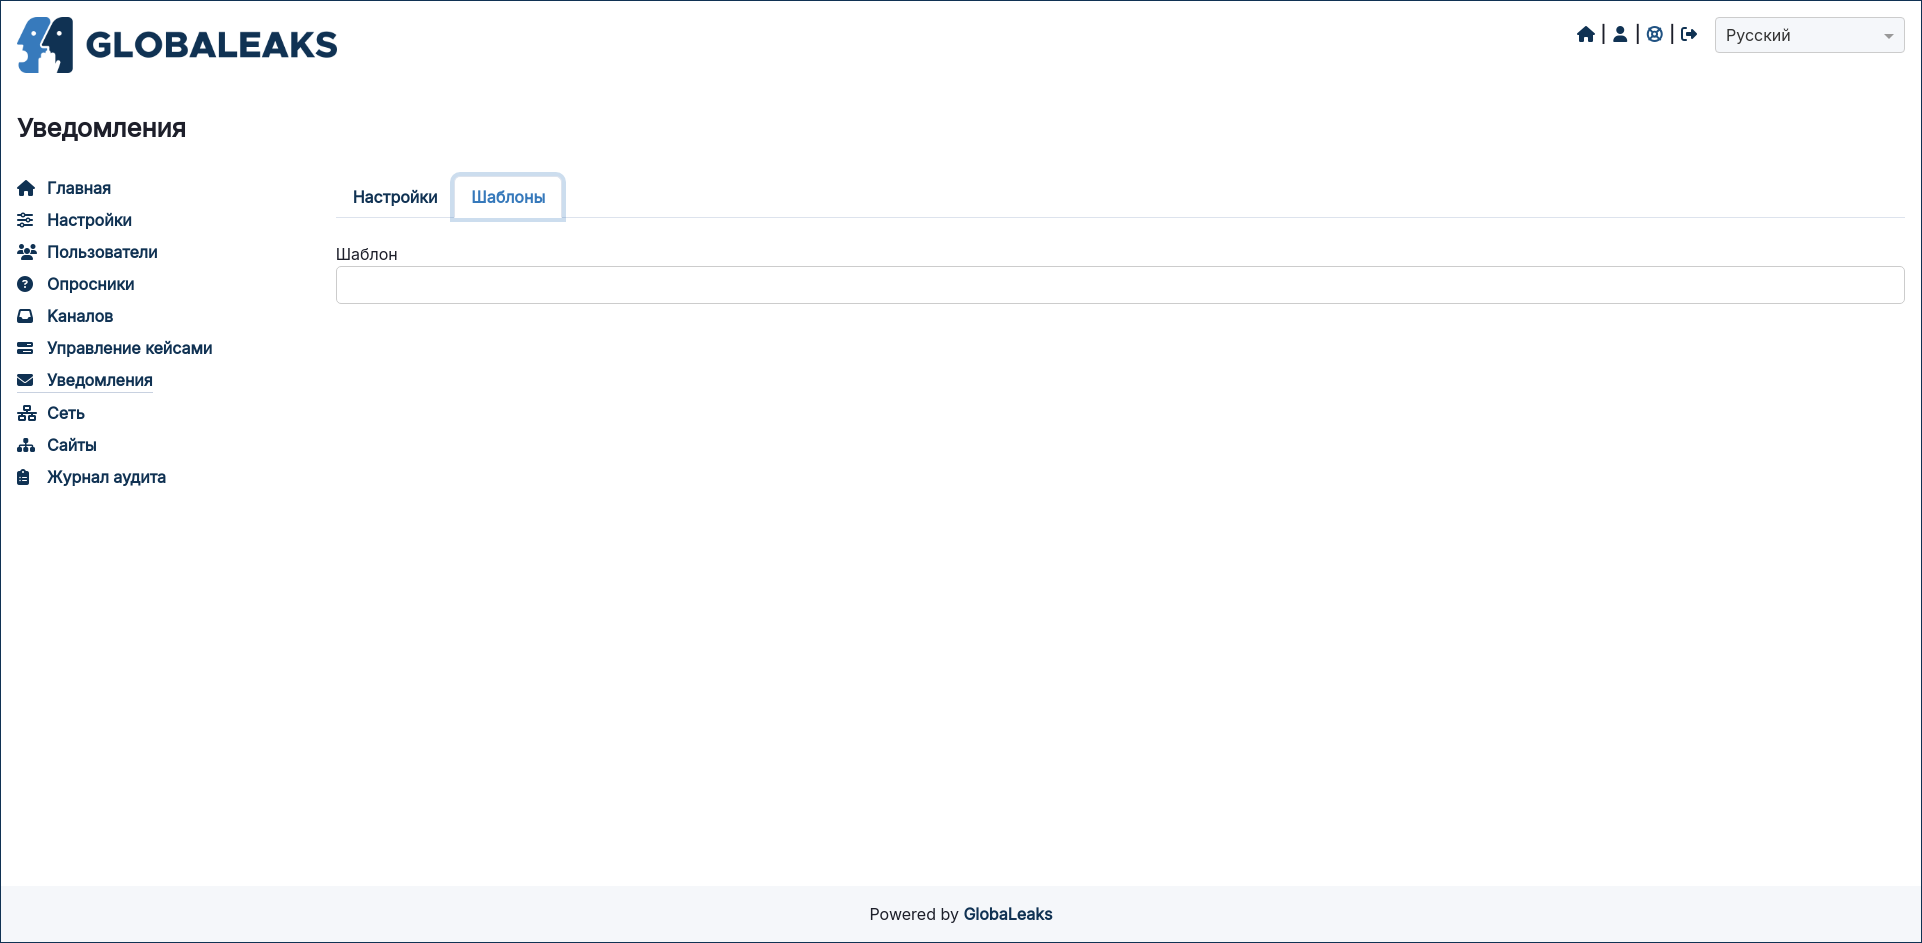 GLOBALEAKS
Русский
Уведомления
Главная
Настройки
Пользователи
Опросники
Каналов
Управление кейсами
Уведомления
Сеть
Сайты
Журнал аудита
Настройки
Шаблоны
Шаблон
Powered by GlobaLeaks